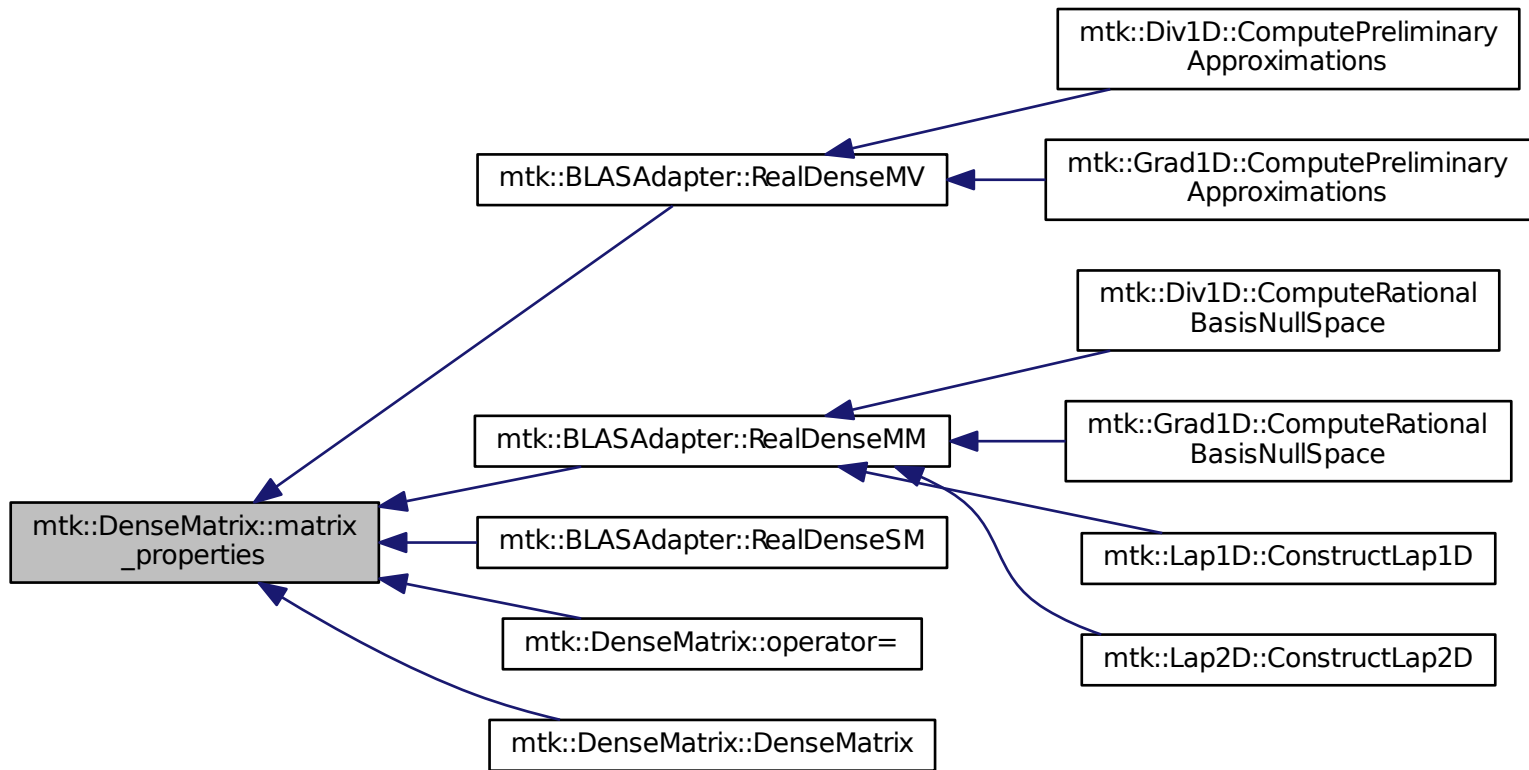 mtk::Div1D::ComputePreliminary
Approximations
mtk::BLASAdapter::RealDenseMV
mtk::Grad1D::ComputePreliminary
Approximations
mtk::Div1D::ComputeRational
BasisNullSpace
mtk::BLASAdapter::RealDenseMM
mtk::Grad1D::ComputeRational
BasisNullSpace
mtk::DenseMatrix::matrix
_properties
mtk::BLASAdapter::RealDenseSM
mtk::Lap1D::ConstructLap1D
mtk::DenseMatrix::operator=
mtk::Lap2D::ConstructLap2D
mtk::DenseMatrix::DenseMatrix